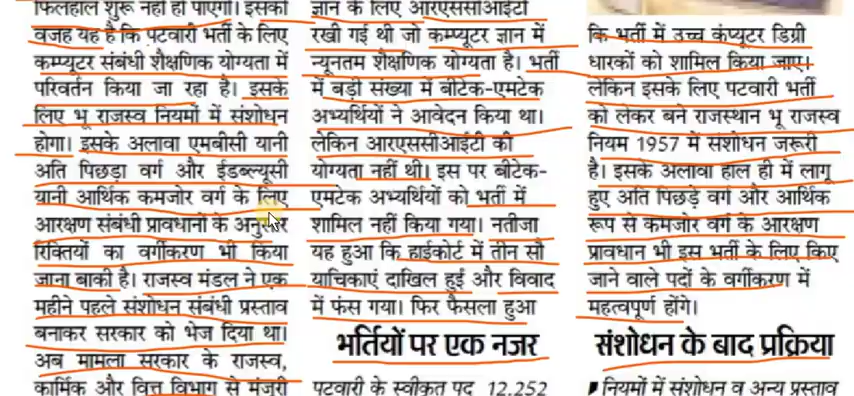 फिलहाल शुरू नहीं हो पाएगी। इसकी
वजह यह है कि पटवारी भर्ती के लिए
कम्प्यूटर संबंधी शैक्षणिक योग्यता में
परिवर्तन किया जा रहा है। इसके
लिए भू राजस्व नियमों में संशोधन
होगा। इसके अलावा एमबीसी यानी
अति पिछड़ा वर्ग और ईडब्ल्यूसी
यानी आर्थिक कमजोर वर्ग के लिए
आरक्षण संबंधी प्रावधानों के अनुसार
रिक्तियों का वर्गीकरण भी किया
जाना बाकी है। राजस्व मंडल ने एक
महीने पहले संशोधन संबंधी प्रस्ताव
बनाकर सरकार को भेज दिया था।
अब मामला सरकार के राजस्व,
कार्मिक और वित्त विभाग से मंजूरी
ज्ञान के लिए आरएससीआईटी
रखी गई थी जो कम्प्यूटर ज्ञान में
न्यूनतम शैक्षणिक योग्यता है। भर्ती
में बड़ी संख्या में बीटेक-एमटेक
अभ्यर्थियों ने आवेदन किया था।
लेकिन आरएससीआईटी की
योग्यता नहीं थी। इस पर बीटेक-
एमटेक अभ्यर्थियों को भर्ती में
शामिल नहीं किया गया। नतीजा
यह हुआ कि हाईकोर्ट में तीन सौ
याचिकाएं दाखिल हुई और विवाद
में फंस गया। फिर फैसला हुआ
भर्तियों पर एक नजर
पटवारी के स्वीकृत पद 12,252
कि भर्ती में उच्च कंप्यूटर डिग्री
धारकों को शामिल किया जाए।
लेकिन इसके लिए पटवारी भर्ती
को लेकर बने राजस्थान भू राजस्व
नियम 1957 में संशोधन जरूरी
है। इसके अलावा हाल ही में लागू
हुए अति पिछड़े वर्ग और आर्थिक
रूप से कमजोर वर्ग के आरक्षण
प्रावधान भी इस भर्ती के लिए किए
जाने वाले पदों के वर्गीकरण में
महत्वपूर्ण होंगे।
संशोधन के बाद प्रक्रिया
नियमों में संशोधन व अन्य प्रस्ताव